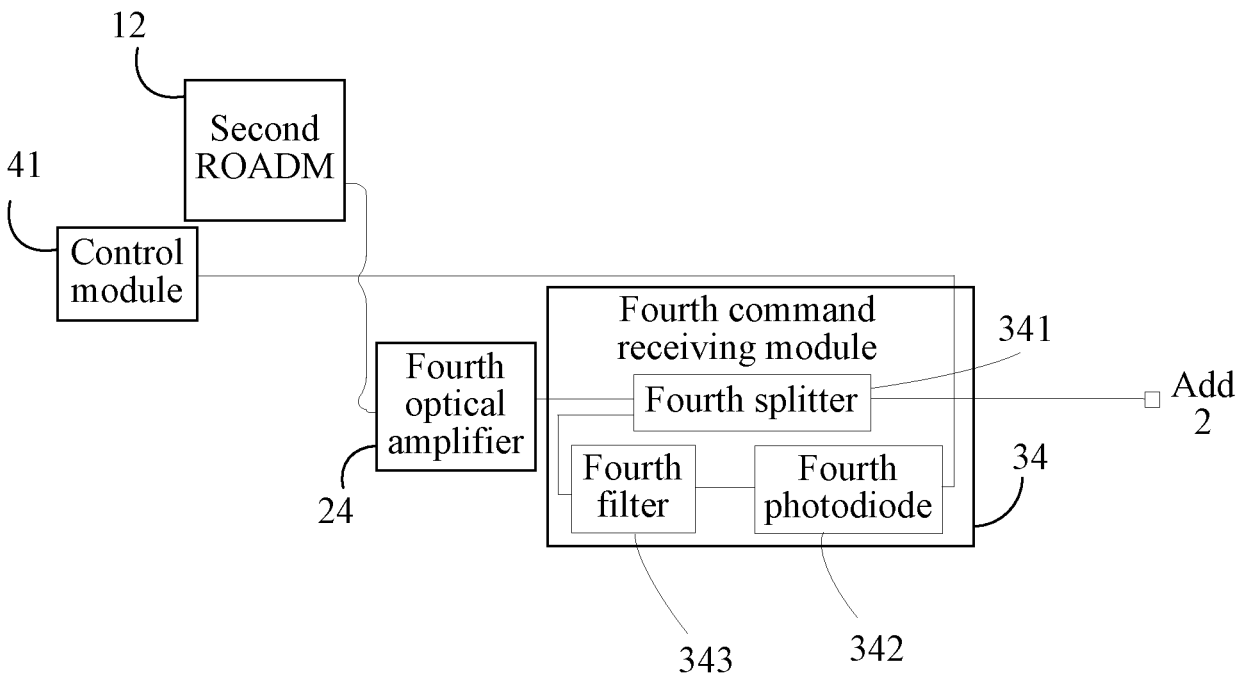 12
Second
ROADM
41
Control
module
Fourth command
receiving module
341
Fourth
optical
amplifier
Fourth splitter
Add
2
Fourth
filter
Fourth
photodiode
34
24
343
342